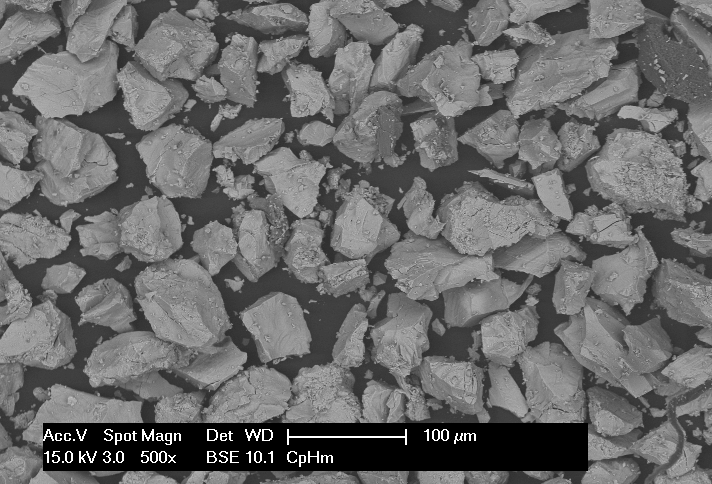 Acc.V Spot Magn Det WD 100 µm
15.0 kV 3.0 500x BSE 10.1 CpHm